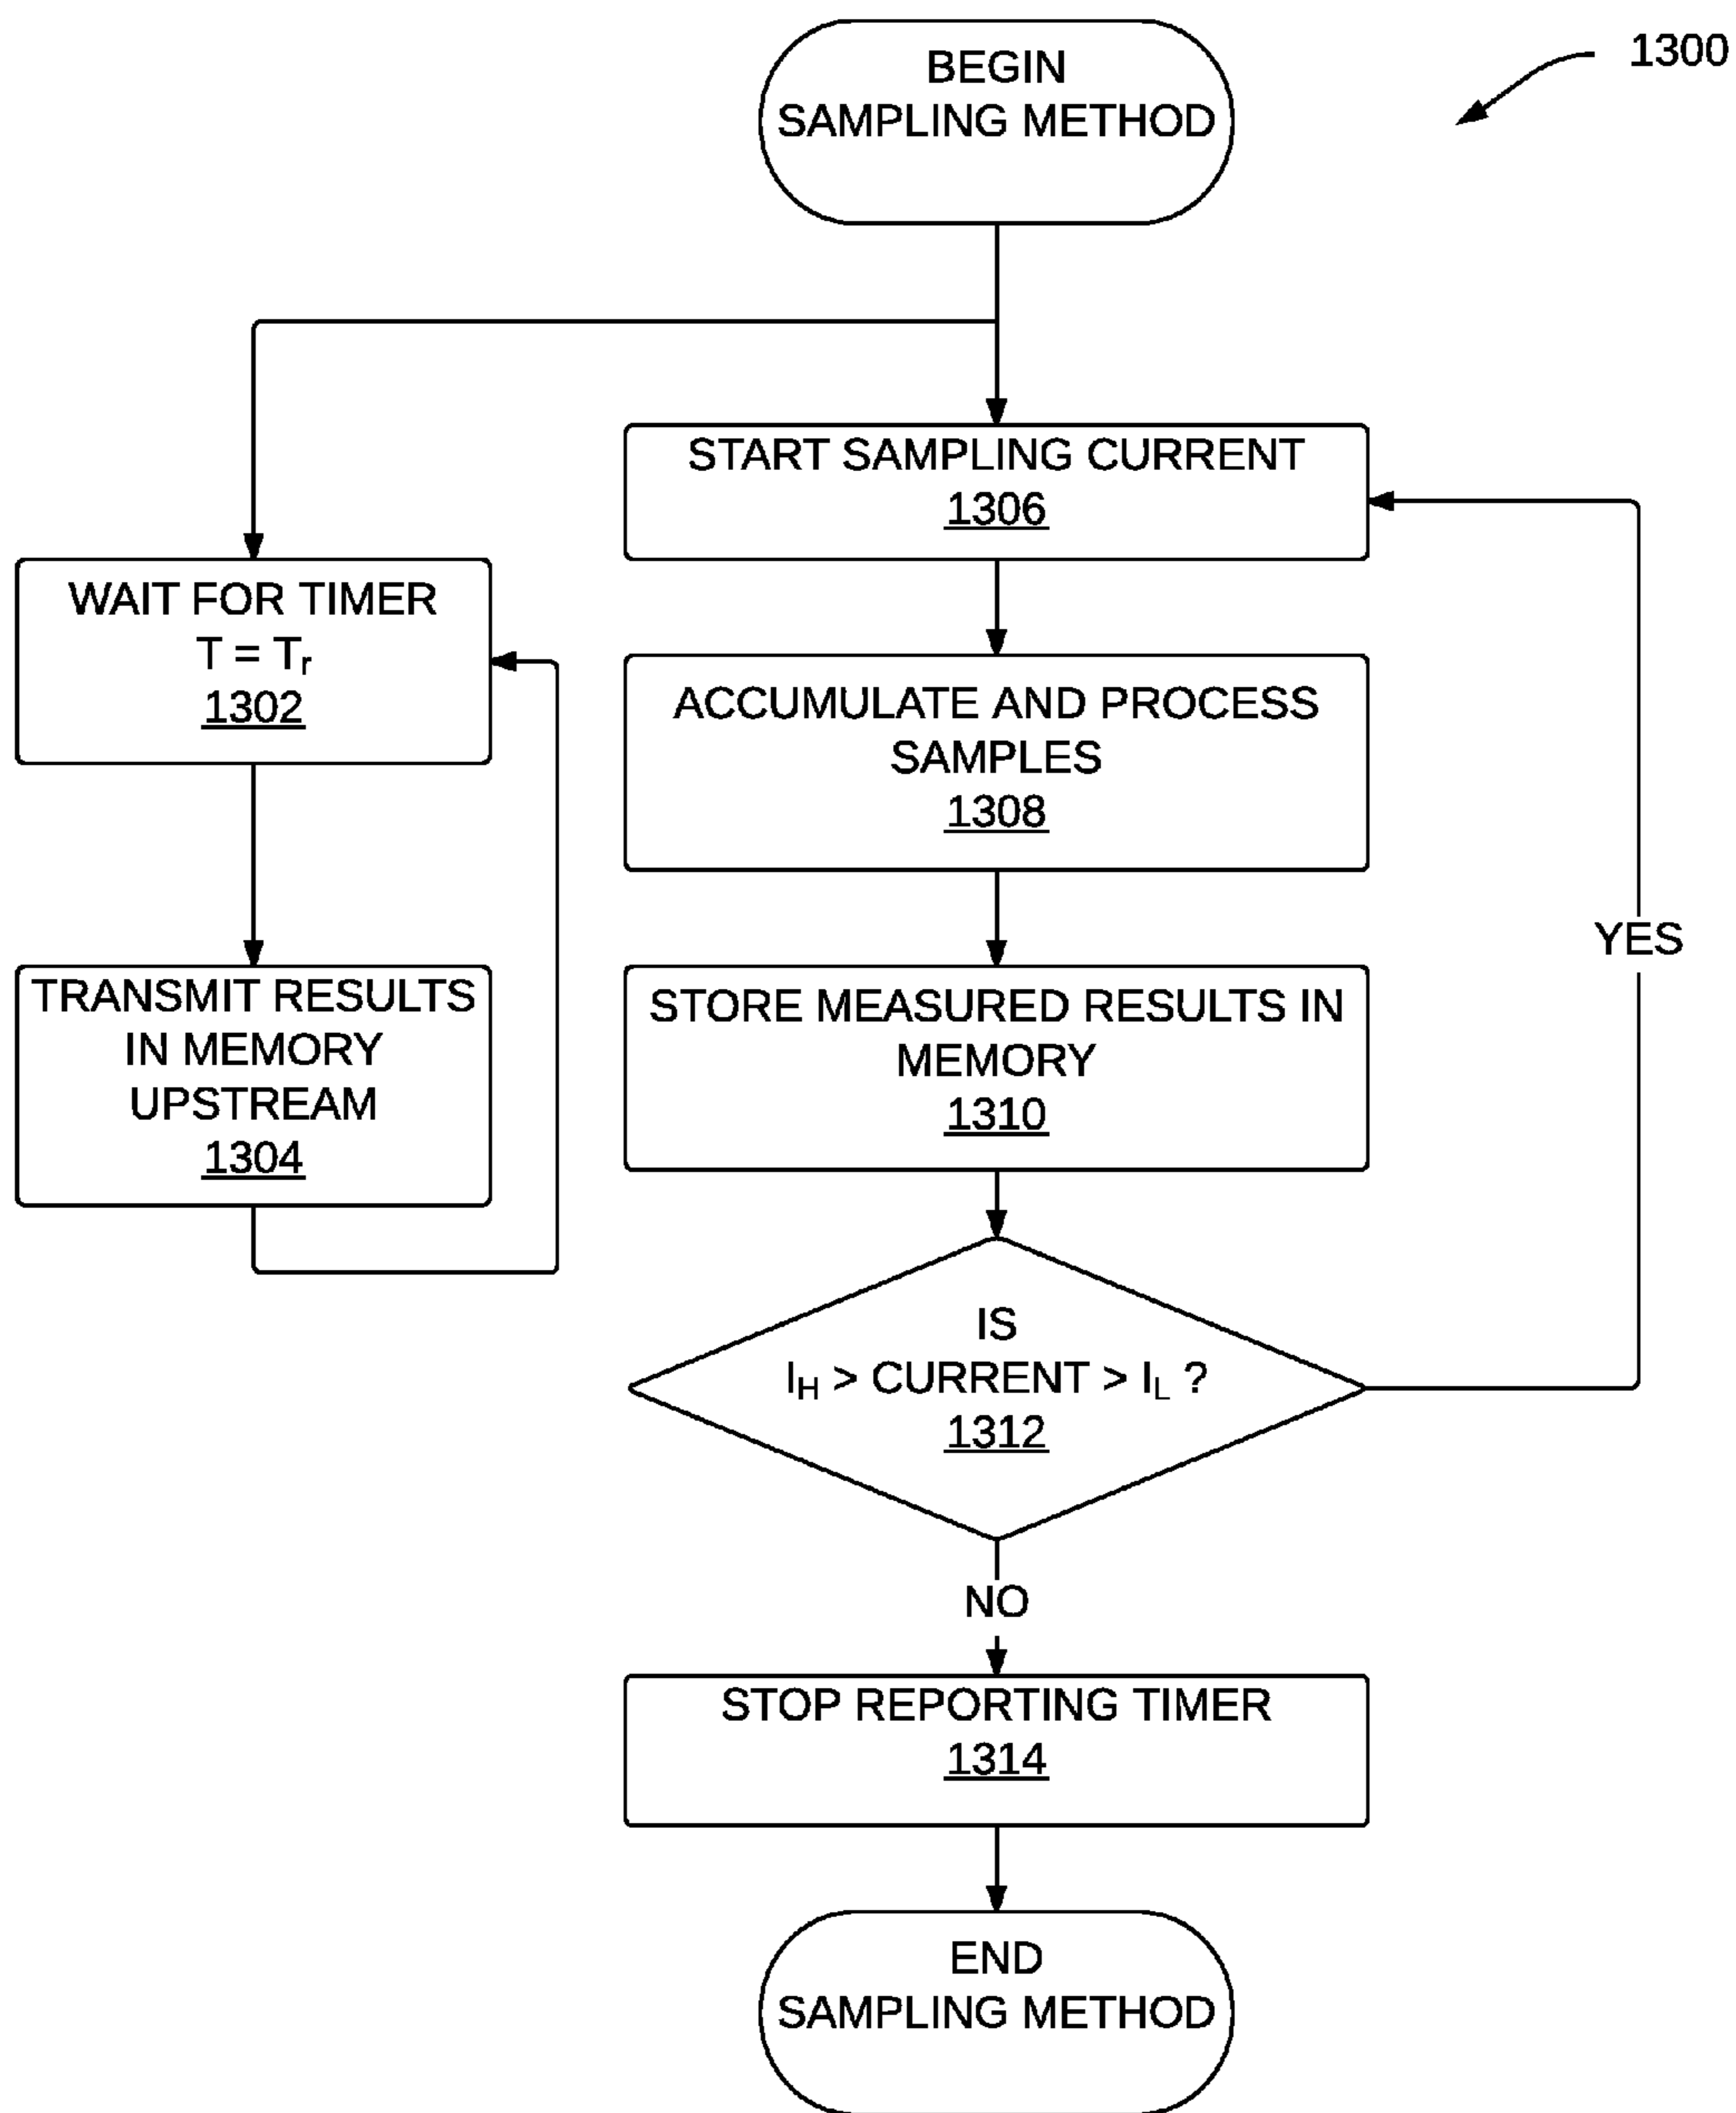 1300
BEGIN
SAMPLING METHOD
START SAMPLING CURRENT
1306
WAIT FOR TIMER
T = Tr
1302
ACCUMULATE AND PROCESS
SAMPLES
1308
YES
TRANSMIT RESULTS
IN MEMORY
UPSTREAM
1304
STORE MEASURED RESULTS IN
MEMORY
1310
IS
IH > CURRENT > IL ?
1312
NO
STOP REPORTING TIMER
1314
END
SAMPLING METHOD